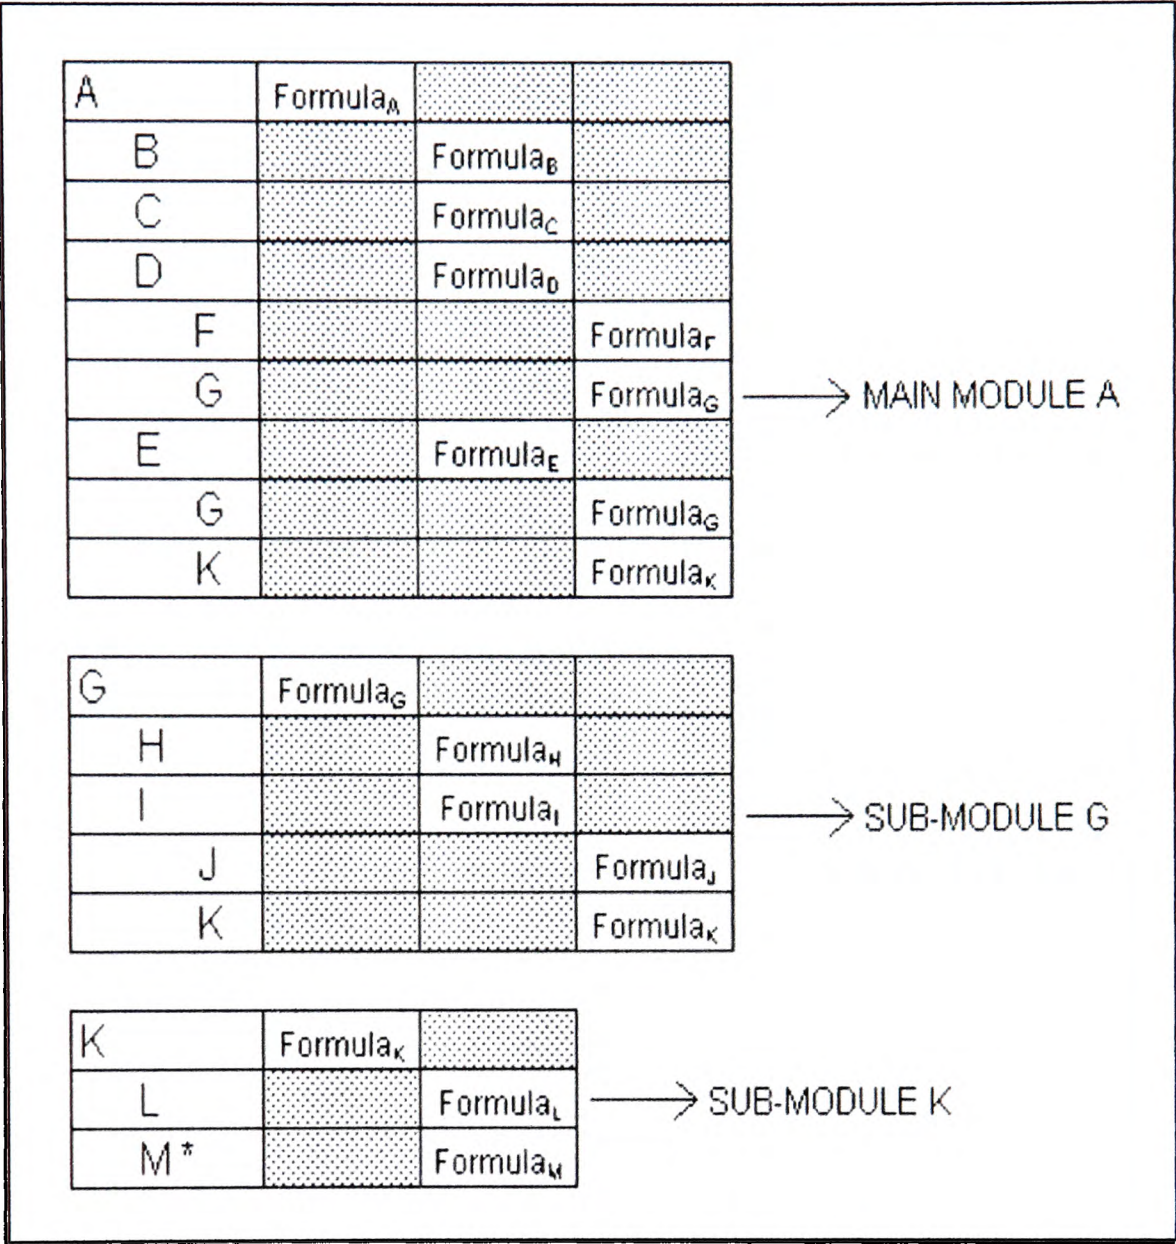 A Formula_A
B Formula_B
C Formula_C
D Formula_D
F Formula_F
G Formula_G → MAIN MODULE A
E Formula_E
G Formula_G
K Formula_K
G Formula_G
H Formula_H
I Formula_I → SUB-MODULE G
J Formula_J
K Formula_K
K Formula_K
L Formula_L → SUB-MODULE K
M* Formula_M